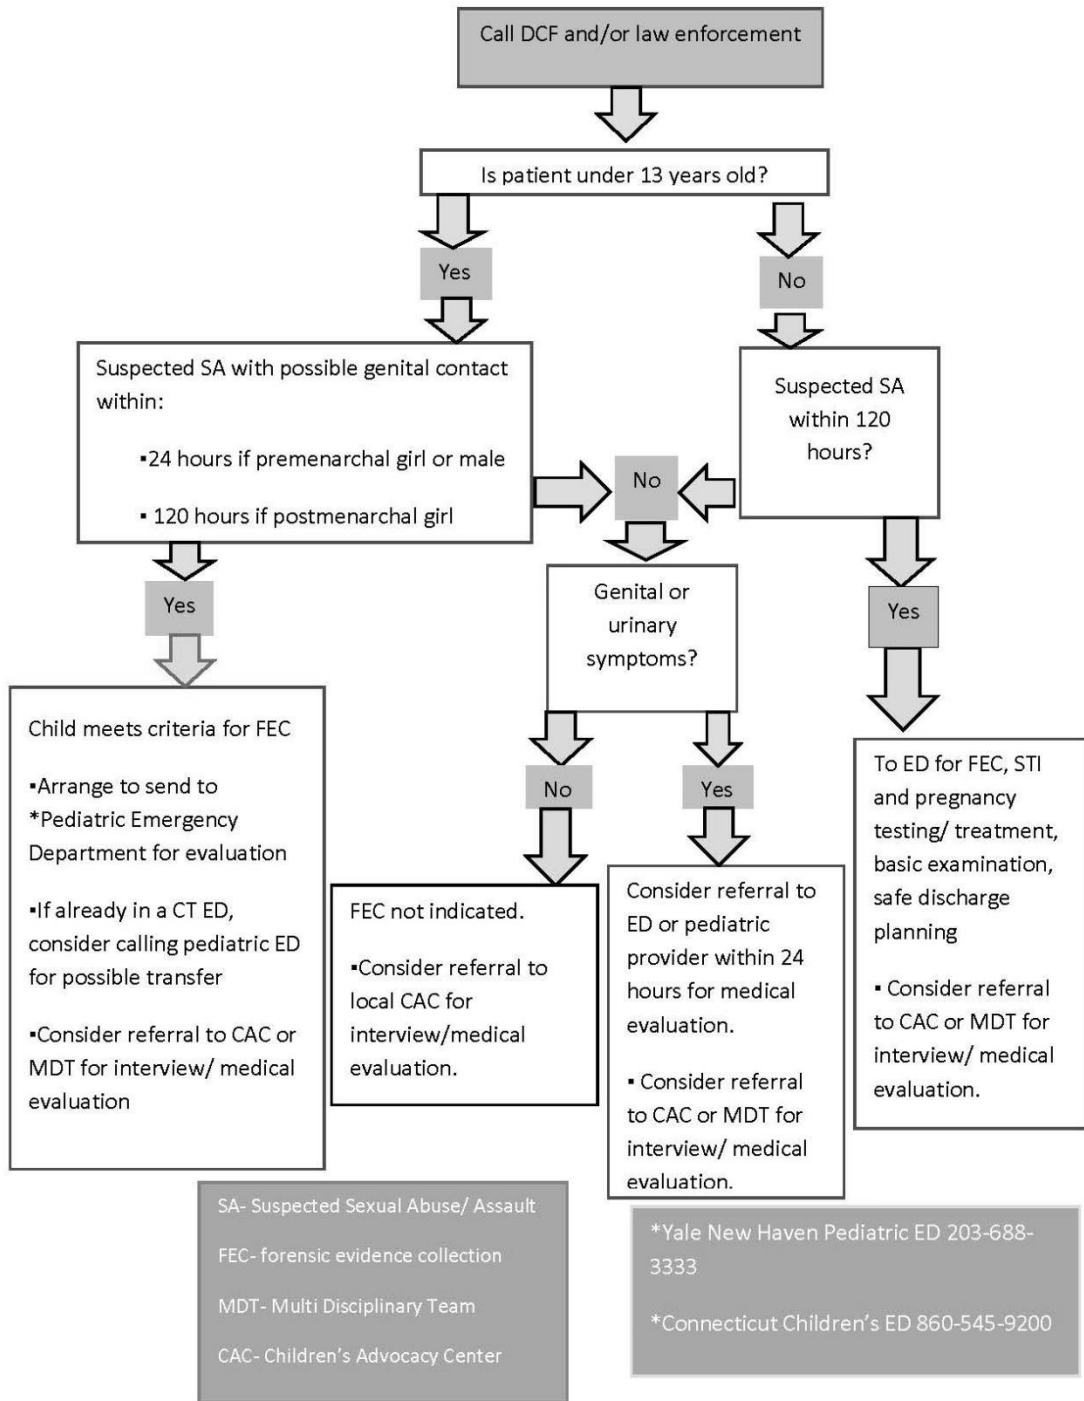 Call DCF and/or law enforcement
Is patient under 13 years old?
Yes
No
Suspected SA with possible genital contact
within:
▪24 hours if premenarchal girl or male
▪ 120 hours if postmenarchal girl
Suspected SA
within 120
hours?
No
Yes
Genital or
urinary
symptoms?
Yes
Child meets criteria for FEC
▪Arrange to send to
*Pediatric Emergency
Department for evaluation
▪If already in a CT ED,
consider calling pediatric ED
for possible transfer
▪Consider referral to CAC or
MDT for interview/ medical
evaluation
No
Yes
FEC not indicated.
▪Consider referral to
local CAC for
interview/medical
evaluation.
Consider referral to
ED or pediatric
provider within 24
hours for medical
evaluation.
▪ Consider referral
to CAC or MDT for
interview/ medical
evaluation.
To ED for FEC, STI
and pregnancy
testing/ treatment,
basic examination,
safe discharge
planning
▪ Consider referral
to CAC or MDT for
interview/ medical
evaluation.
SA- Suspected Sexual Abuse/ Assault
FEC- forensic evidence collection
MDT- Multi Disciplinary Team
CAC- Children's Advocacy Center
*Yale New Haven Pediatric ED 203-688-
3333
*Connecticut Children's ED 860-545-9200